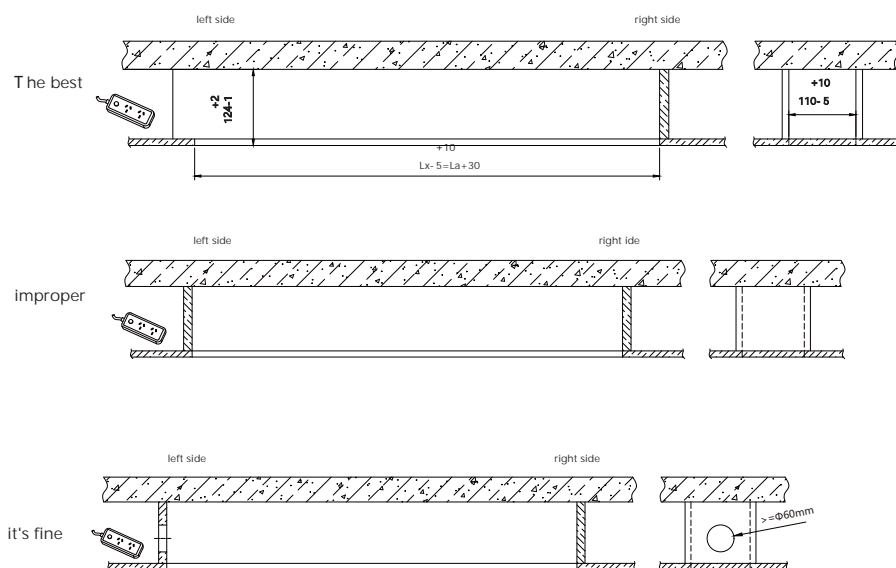 left side
right side
The best
+2
124-1
+10
110-5
+10
Lx-5=La+30
left side
right ide
improper
left side
right side
it's fine
>=Φ60mm